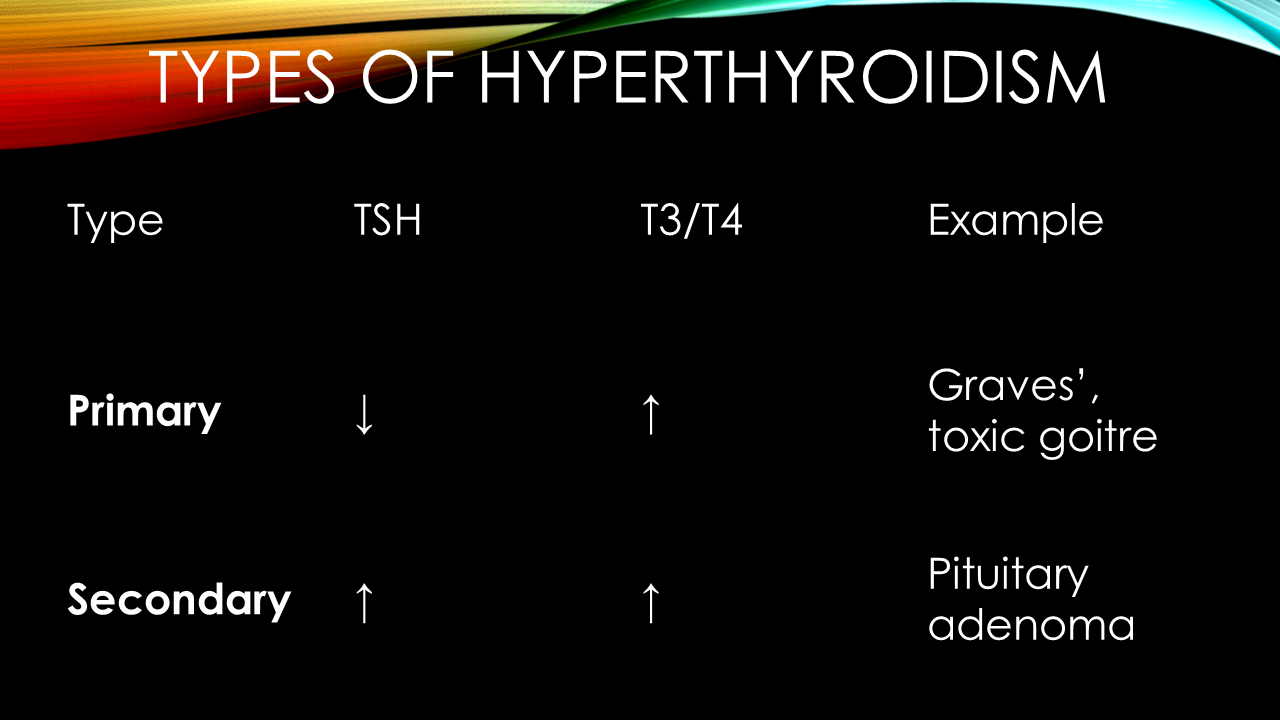 TYPES OF HYPERTHYROIDISM
Type TSH T3/T4 Example
Primary ↓ ↑ Graves’,
toxic goitre
Secondary ↑ ↑ Pituitary
adenoma